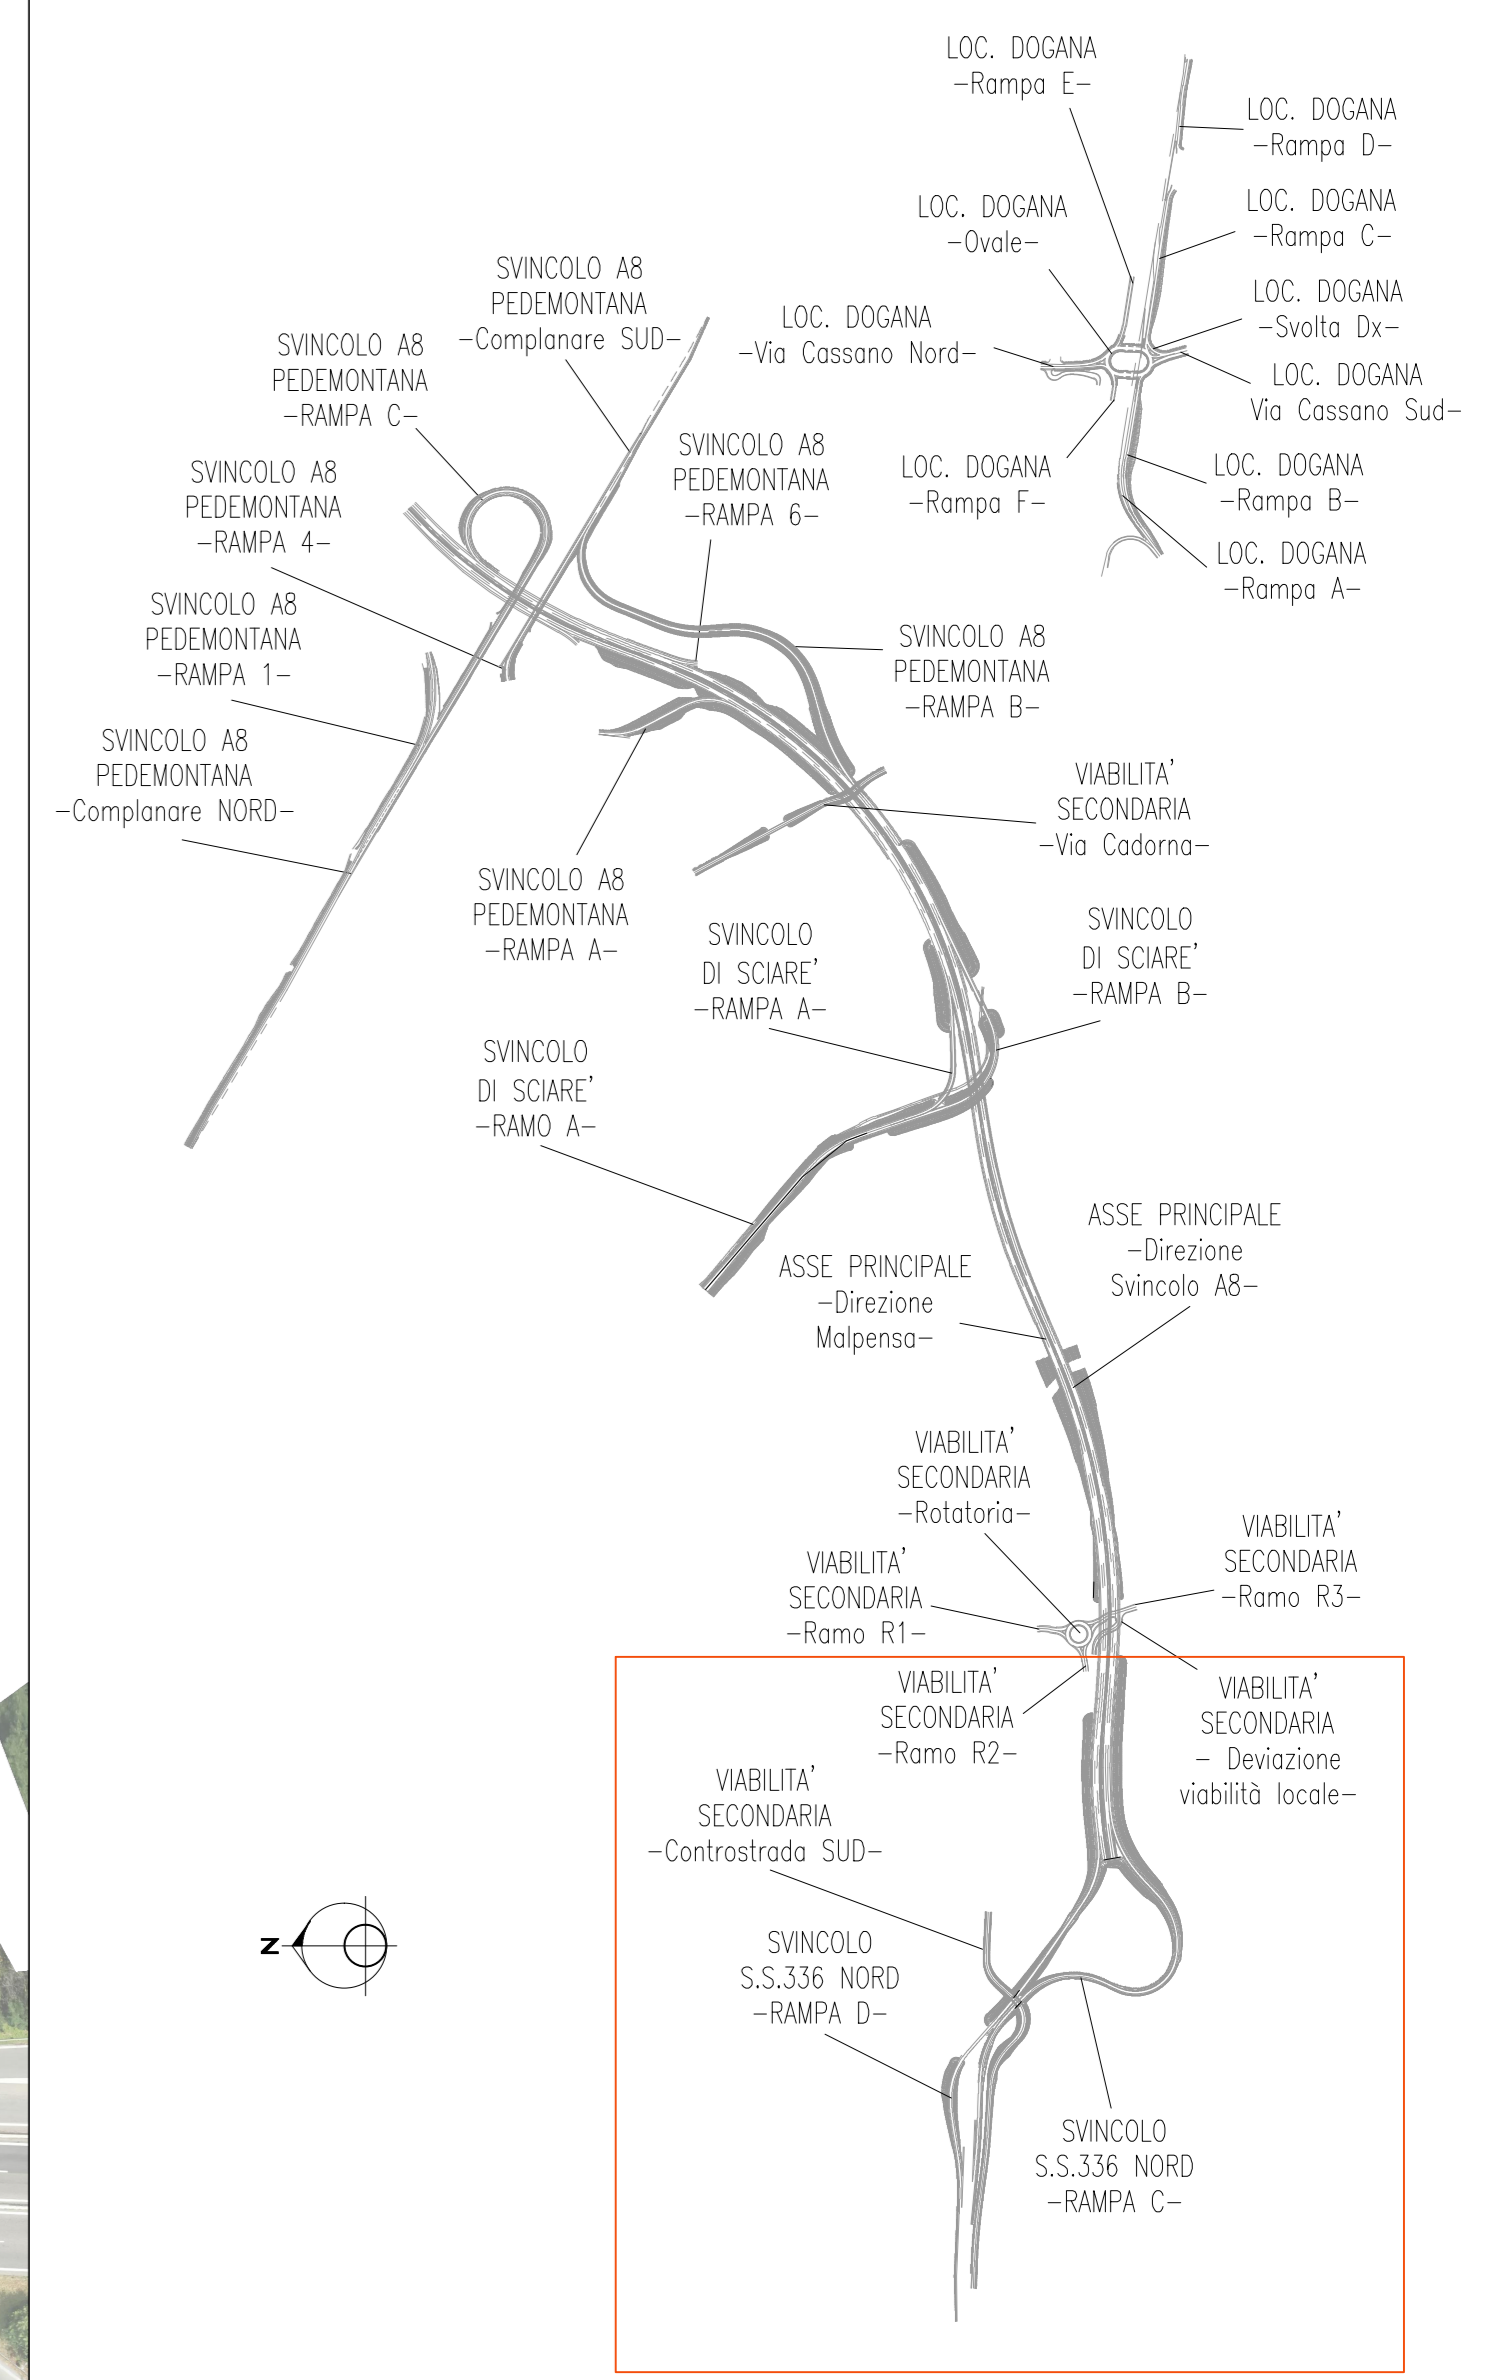 LOC. DOGANA
-Rampa E-
LOC. DOGANA
-Rampa D-
LOC. DOGANA
-Ovale-
LOC. DOGANA
-Rampa C-
SVINCOLO A8
PEDEMONTANA
-Complanare SUD-
LOC. DOGANA
-Via Cassano Nord-
LOC. DOGANA
-Svolta Dx-
SVINCOLO A8
PEDEMONTANA
-RAMPA C-
LOC. DOGANA
Via Cassano Sud-
SVINCOLO A8
PEDEMONTANA
-RAMPA 4-
SVINCOLO A8
PEDEMONTANA
-RAMPA 6-
LOC. DOGANA
-Rampa F-
LOC. DOGANA
-Rampa B-
LOC. DOGANA
-Rampa A-
SVINCOLO A8
PEDEMONTANA
-RAMPA 1-
SVINCOLO A8
PEDEMONTANA
-RAMPA B-
SVINCOLO A8
PEDEMONTANA
-Complanare NORD-
VIABILITA'
SECONDARIA
-Via Cadorna-
SVINCOLO A8
PEDEMONTANA
-RAMPA A-
SVINCOLO
DI SCIARE'
-RAMPA A-
SVINCOLO
DI SCIARE'
-RAMPA B-
SVINCOLO
DI SCIARE'
-RAMO A-
ASSE PRINCIPALE
-Direzione
Svincolo A8-
ASSE PRINCIPALE
-Direzione
Malpensa-
VIABILITA'
SECONDARIA
-Rotatoria-
VIABILITA'
SECONDARIA
-Ramo R3-
VIABILITA'
SECONDARIA
-Ramo R1-
VIABILITA'
SECONDARIA
-Ramo R2-
VIABILITA'
SECONDARIA
- Deviazione
viabilità locale-
VIABILITA'
SECONDARIA
-Controstrada SUD-
N
SVINCOLO
S.S.336 NORD
-RAMPA D-
SVINCOLO
S.S.336 NORD
-RAMPA C-